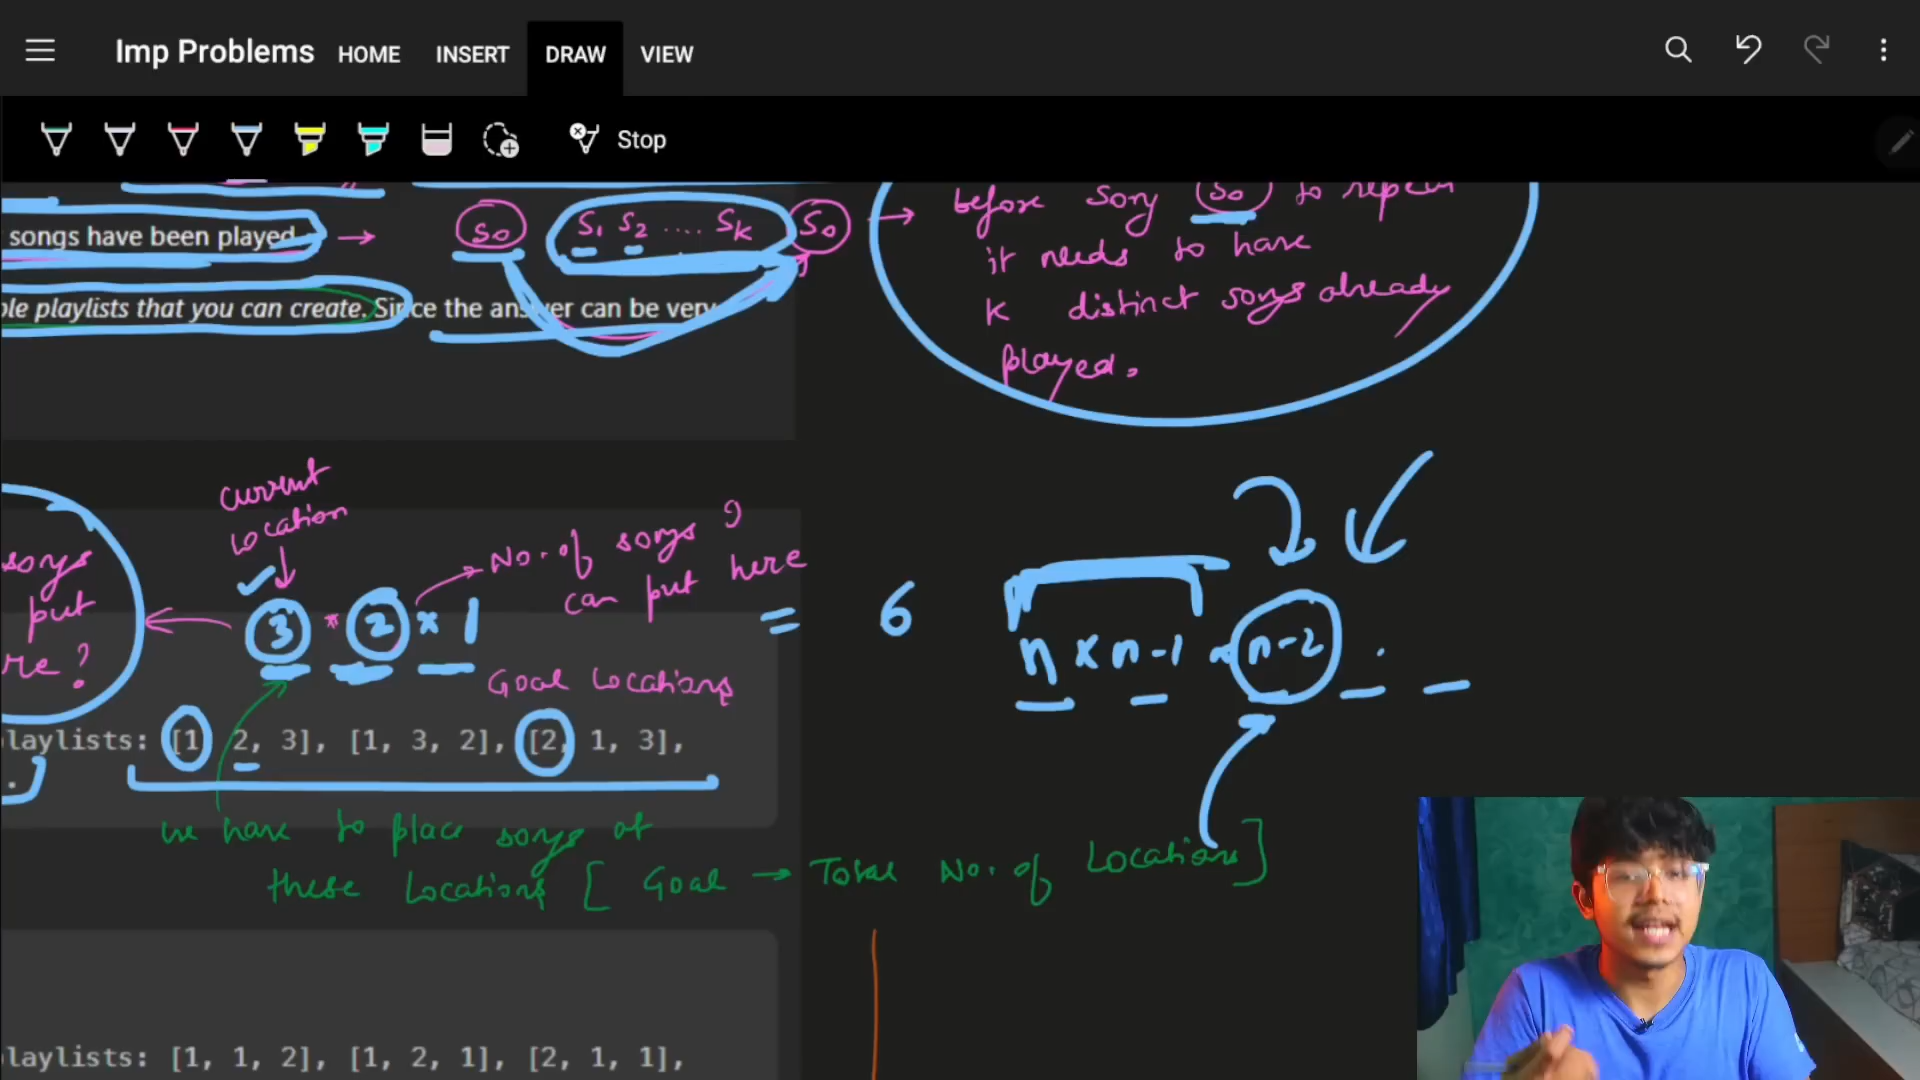 Imp Problems HOME INSERT DRAW VIEW
Stop
songs have been played → S0 S1 S2 .... Sk S0 → before song S0 to repeat
it needs to have
ble playlists that you can create. Since the answer can be very
K distinct songs already
played.
current
location
No. of songs I
can put here
songs
put
re?
3 * 2 × 1 = 6
n × n-1 × n-2 .
Goal Locations
laylists: [1, 2, 3], [1, 3, 2], [2, 1, 3],
.
we have to place songs at
these Locations [ Goal → Total No. of Locations ]
laylists: [1, 1, 2], [1, 2, 1], [2, 1, 1],